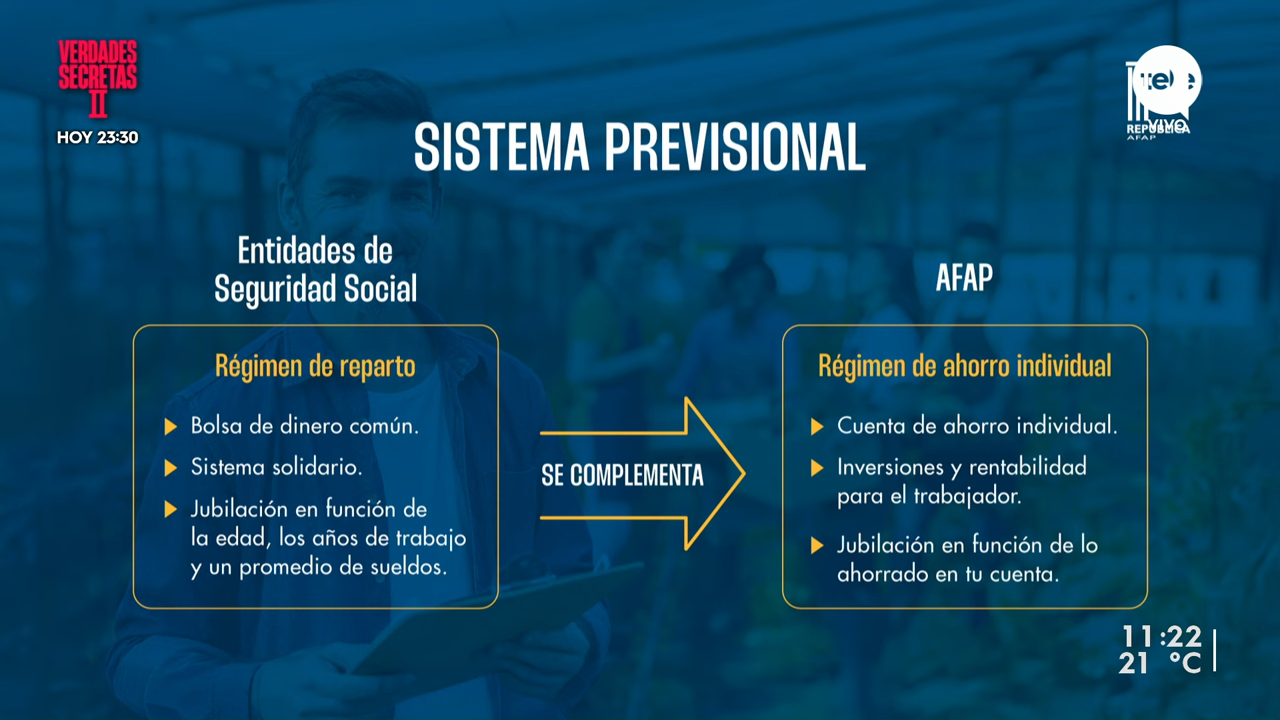 VERDADES
SECRETAS
II
HOY 23:30
tele
VIVO
REPÚBLICA
AFAP
SISTEMA PREVISIONAL
Entidades de
Seguridad Social
Régimen de reparto
Bolsa de dinero común.
Sistema solidario.
Jubilación en función de
la edad, los años de trabajo
y un promedio de sueldos.
SE COMPLEMENTA
AFAP
Régimen de ahorro individual
Cuenta de ahorro individual.
Inversiones y rentabilidad
para el trabajador.
Jubilación en función de lo
ahorrado en tu cuenta.
11:22
21 °C